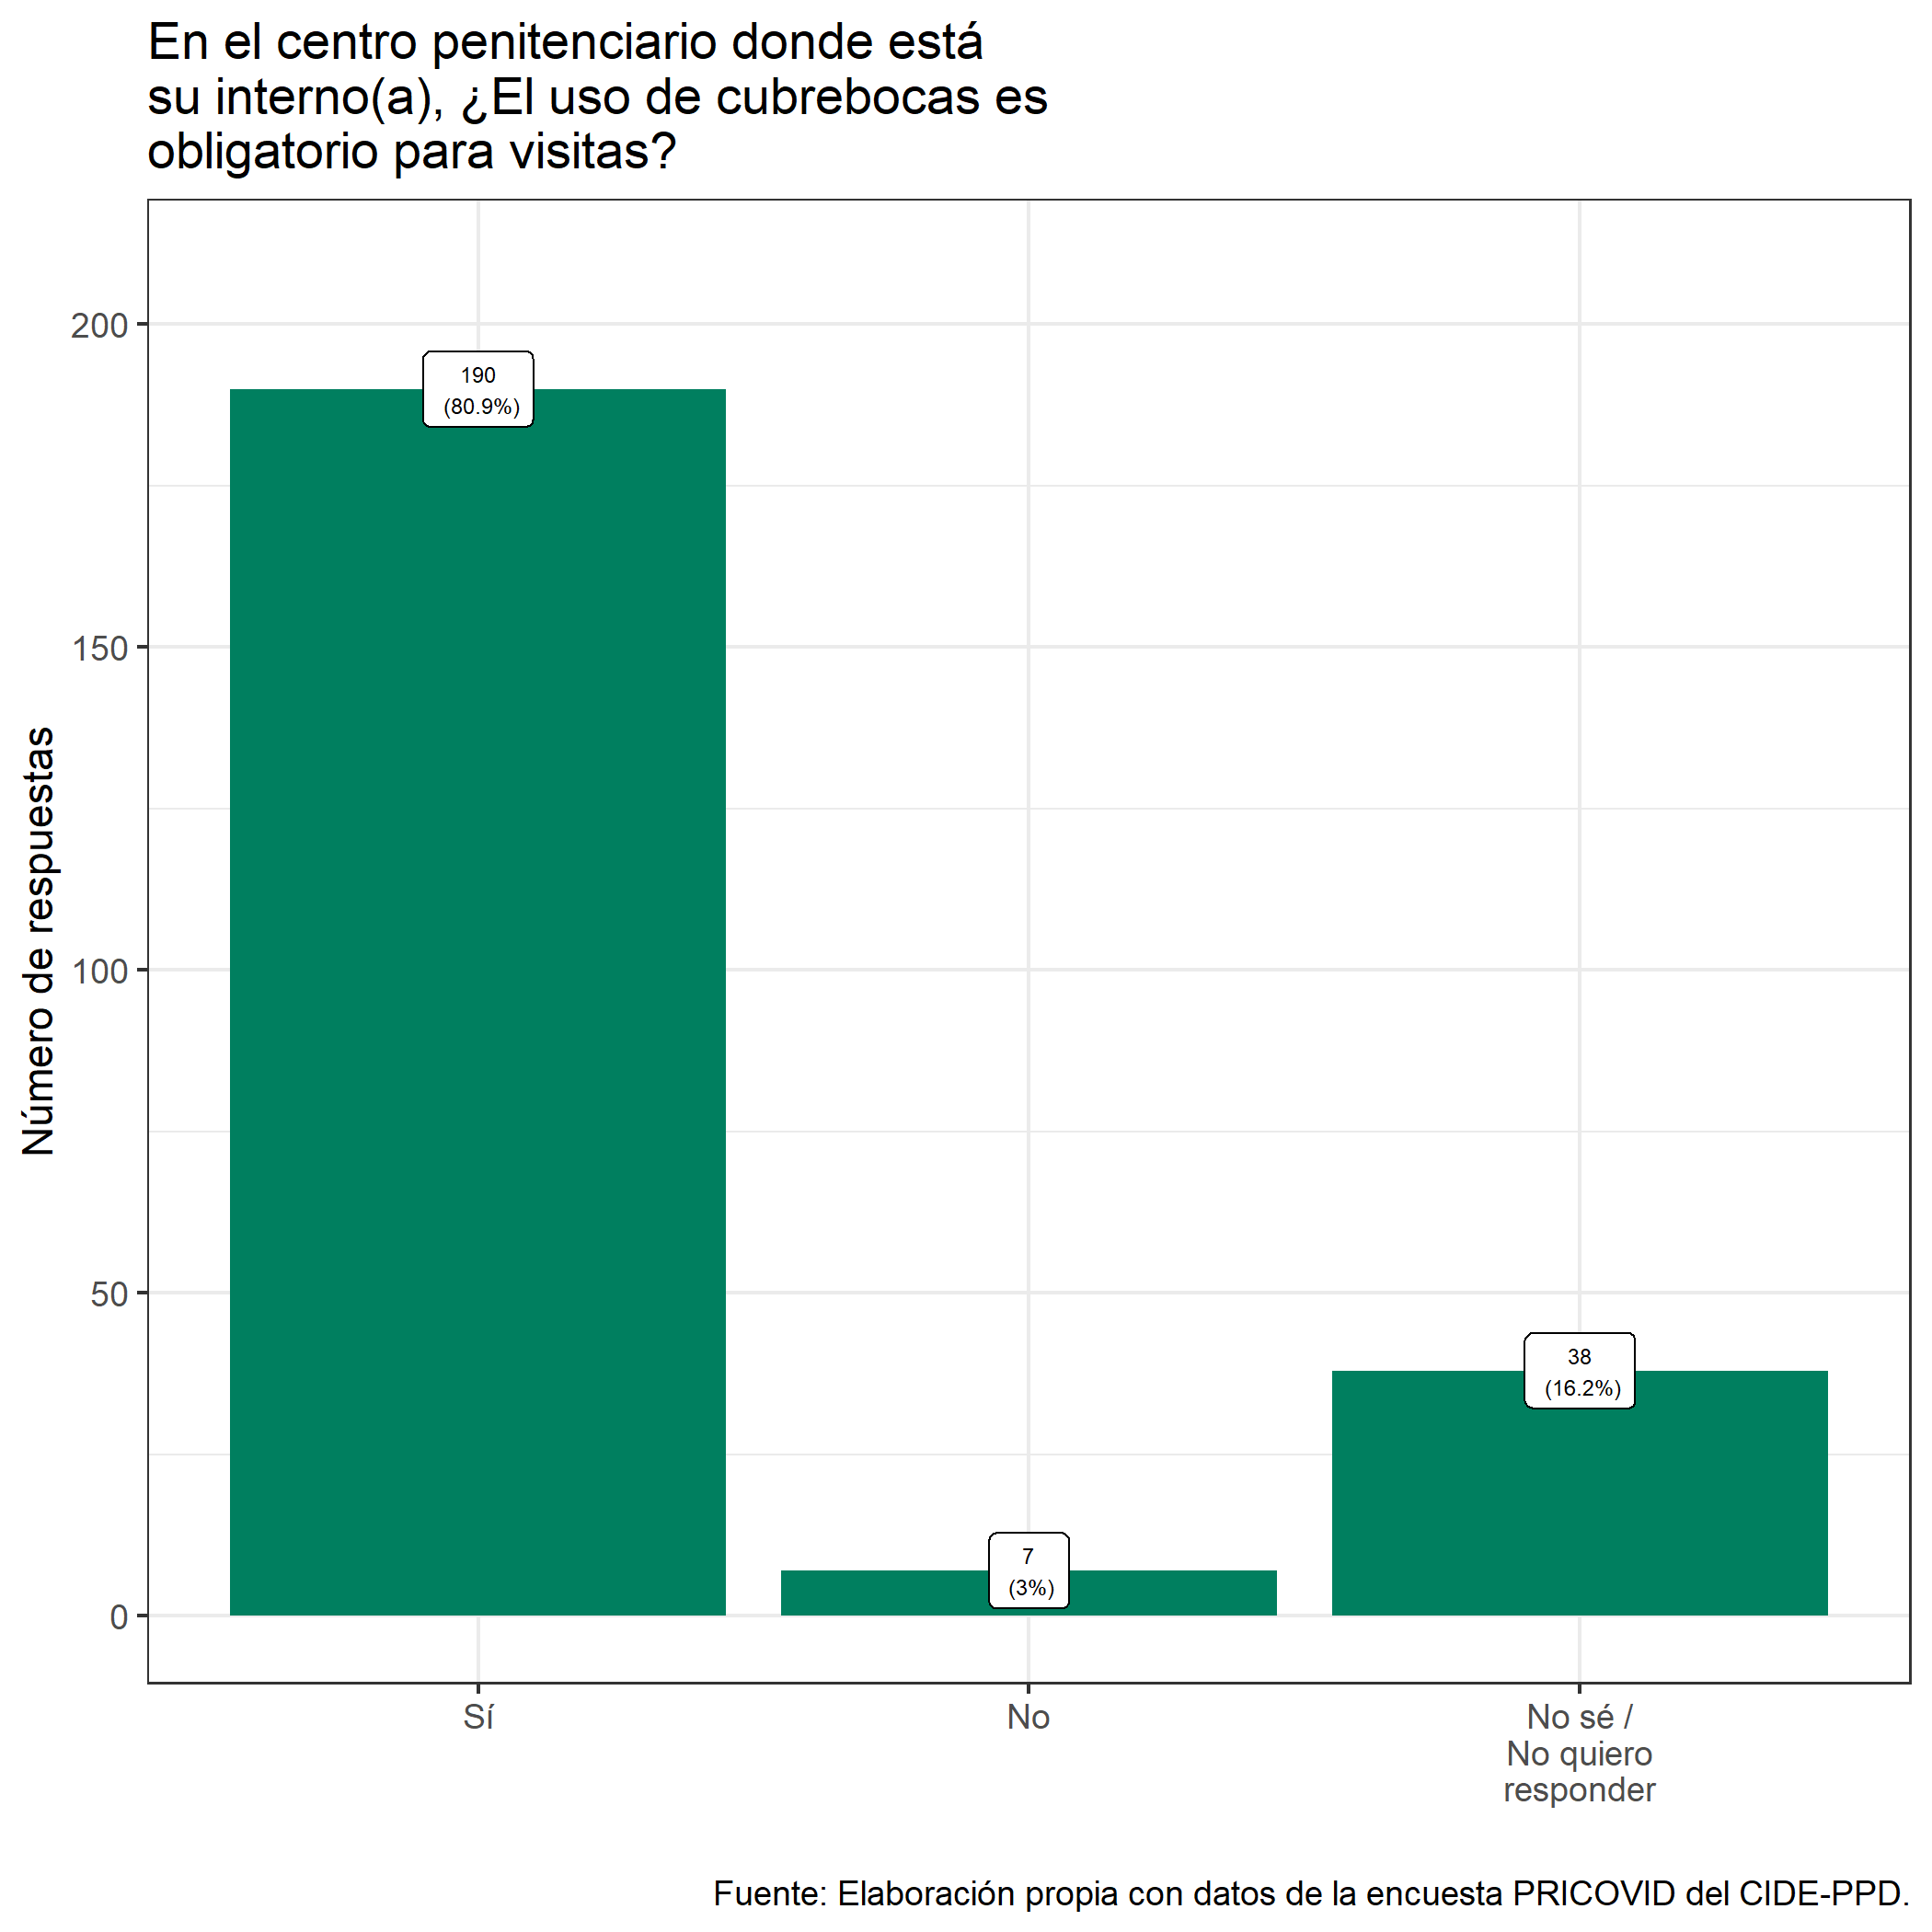 En el centro penitenciario donde está
su interno(a), ¿El uso de cubrebocas es
obligatorio para visitas?
Número de respuestas
200
150
100
50
0
190
(80.9%)
7
(3%)
38
(16.2%)
Sí
No
No sé /
No quiero
responder
Fuente: Elaboración propia con datos de la encuesta PRICOVID del CIDE-PPD.